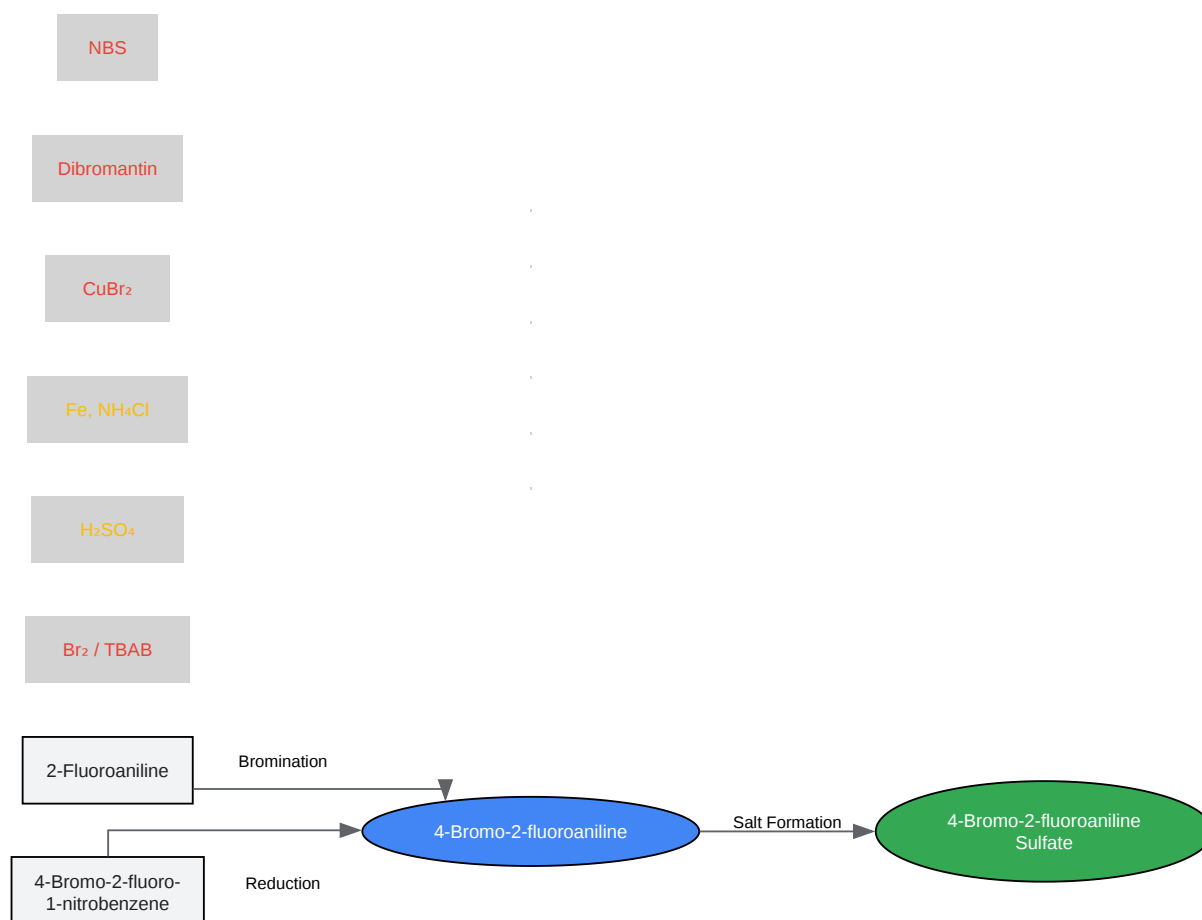 NBS
Dibromantin
CuBr₂
Fe, NH₄Cl
H₂SO₄
Br₂ / TBAB
2-Fluoroaniline
Bromination
4-Bromo-2-fluoroaniline
Salt Formation
4-Bromo-2-fluoroaniline
Sulfate
4-Bromo-2-fluoro-
1-nitrobenzene
Reduction